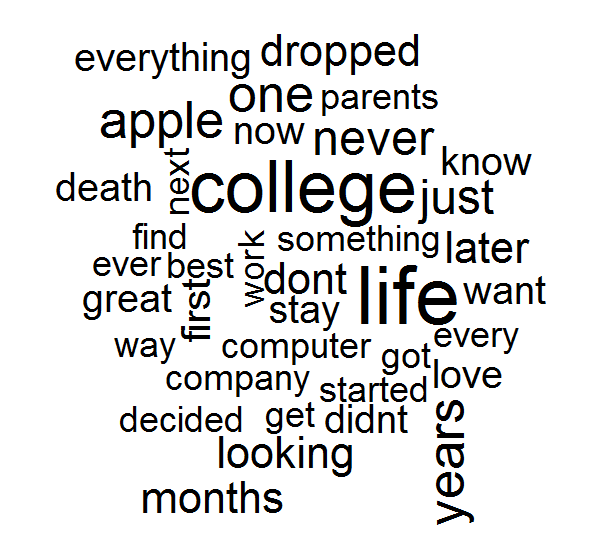 everything dropped
one parents
apple now never
know
death next college just
find work something later
ever best dont life want
great first stay
way computer got every
company started love
decided get didnt years
looking
months